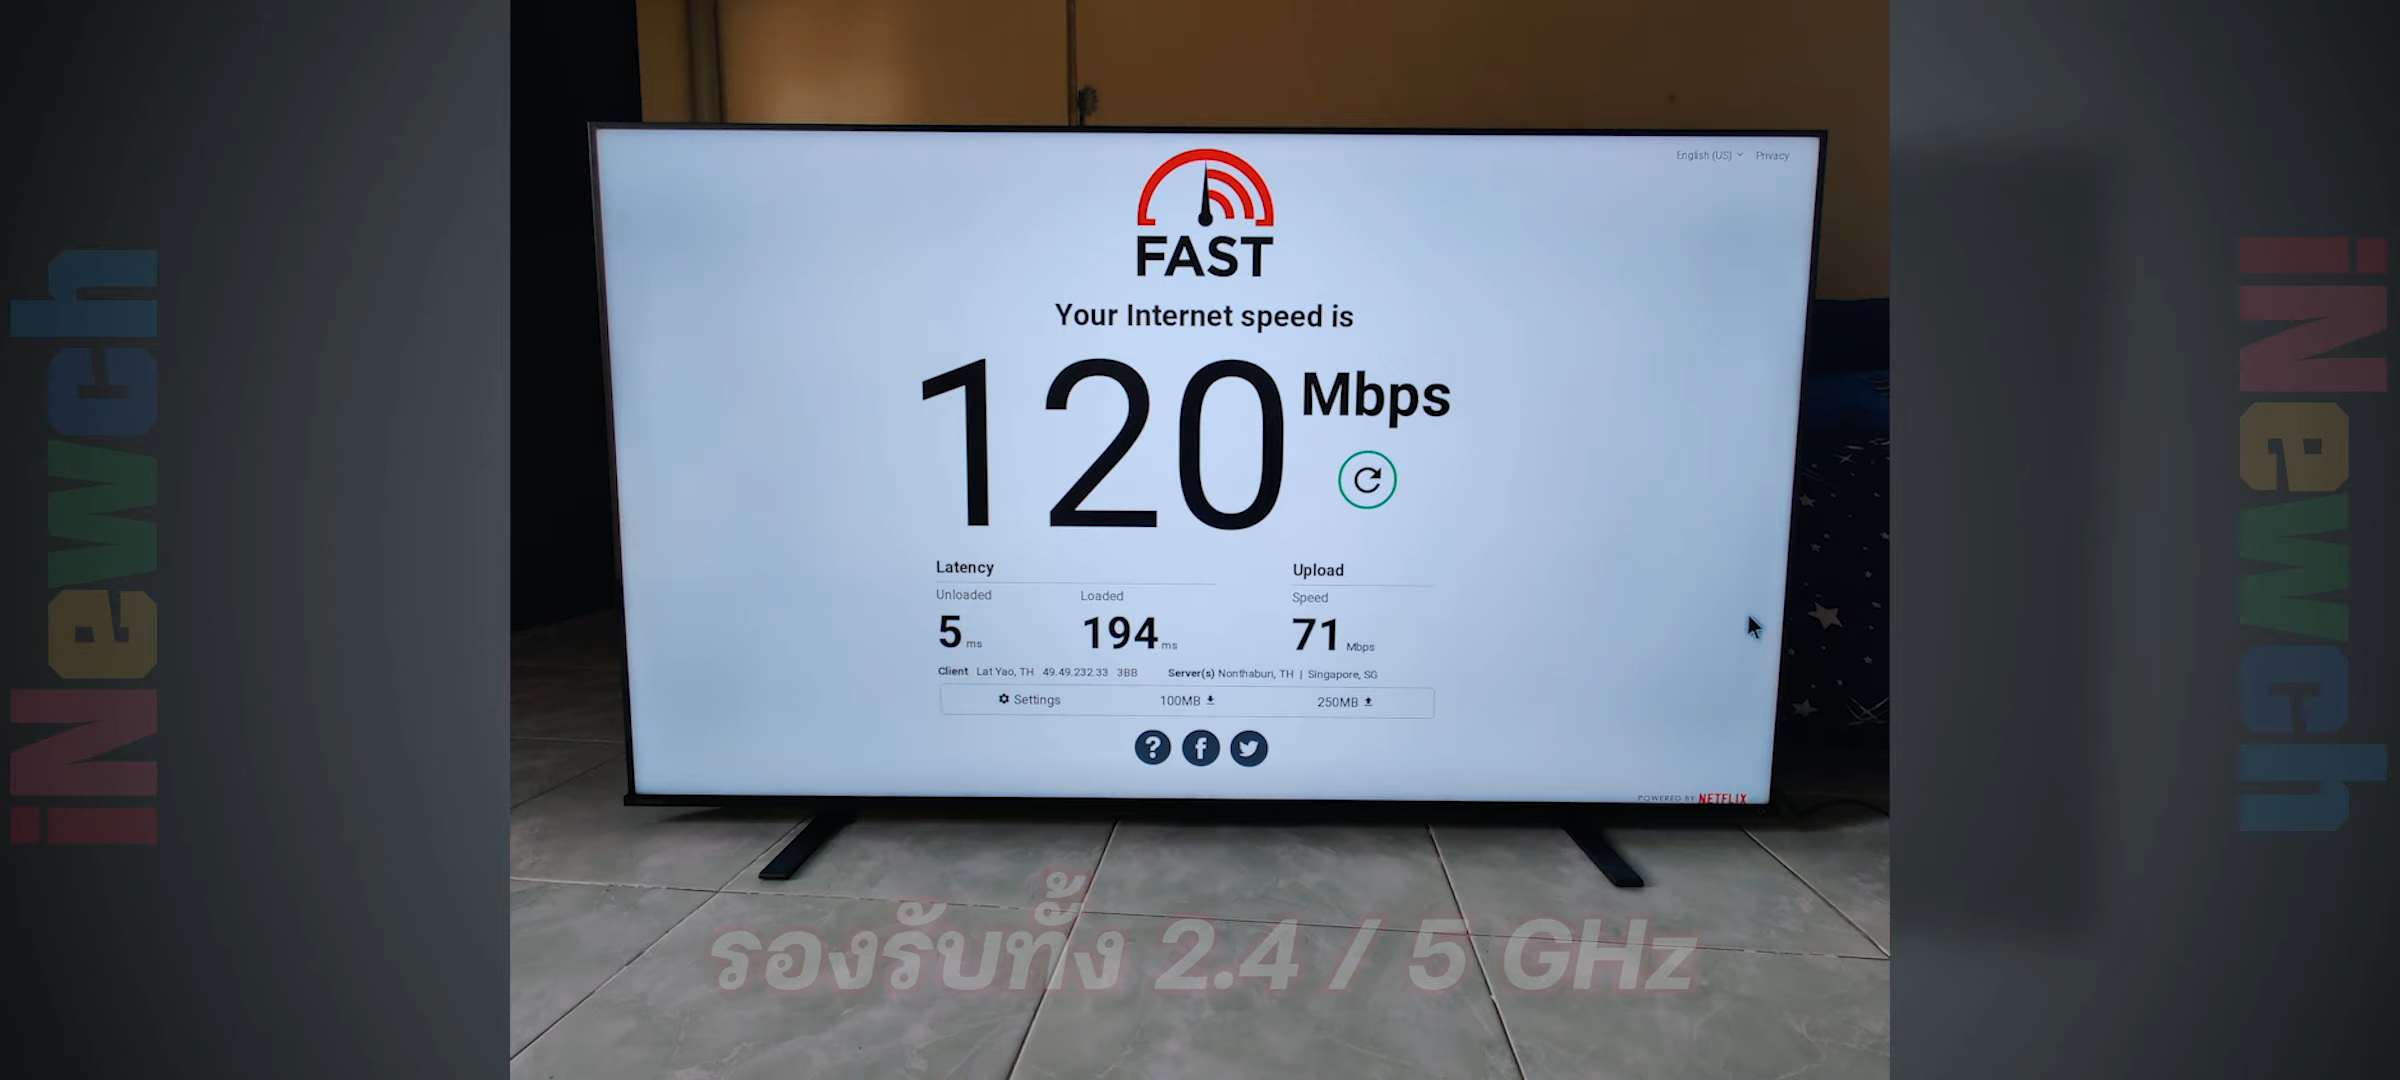 iNewch
English (US) Privacy
FAST
Your Internet speed is
120 Mbps
Latency
Upload
Unloaded Loaded
Speed
5 ms 194 ms
71 Mbps
Client Lat Yao, TH 49.49.232.33 3BB Server(s) Nonthaburi, TH | Singapore, SG
Settings 100MB 250MB
POWERED BY NETFLIX
รองรับทั้ง 2.4 / 5 GHz
iNewch